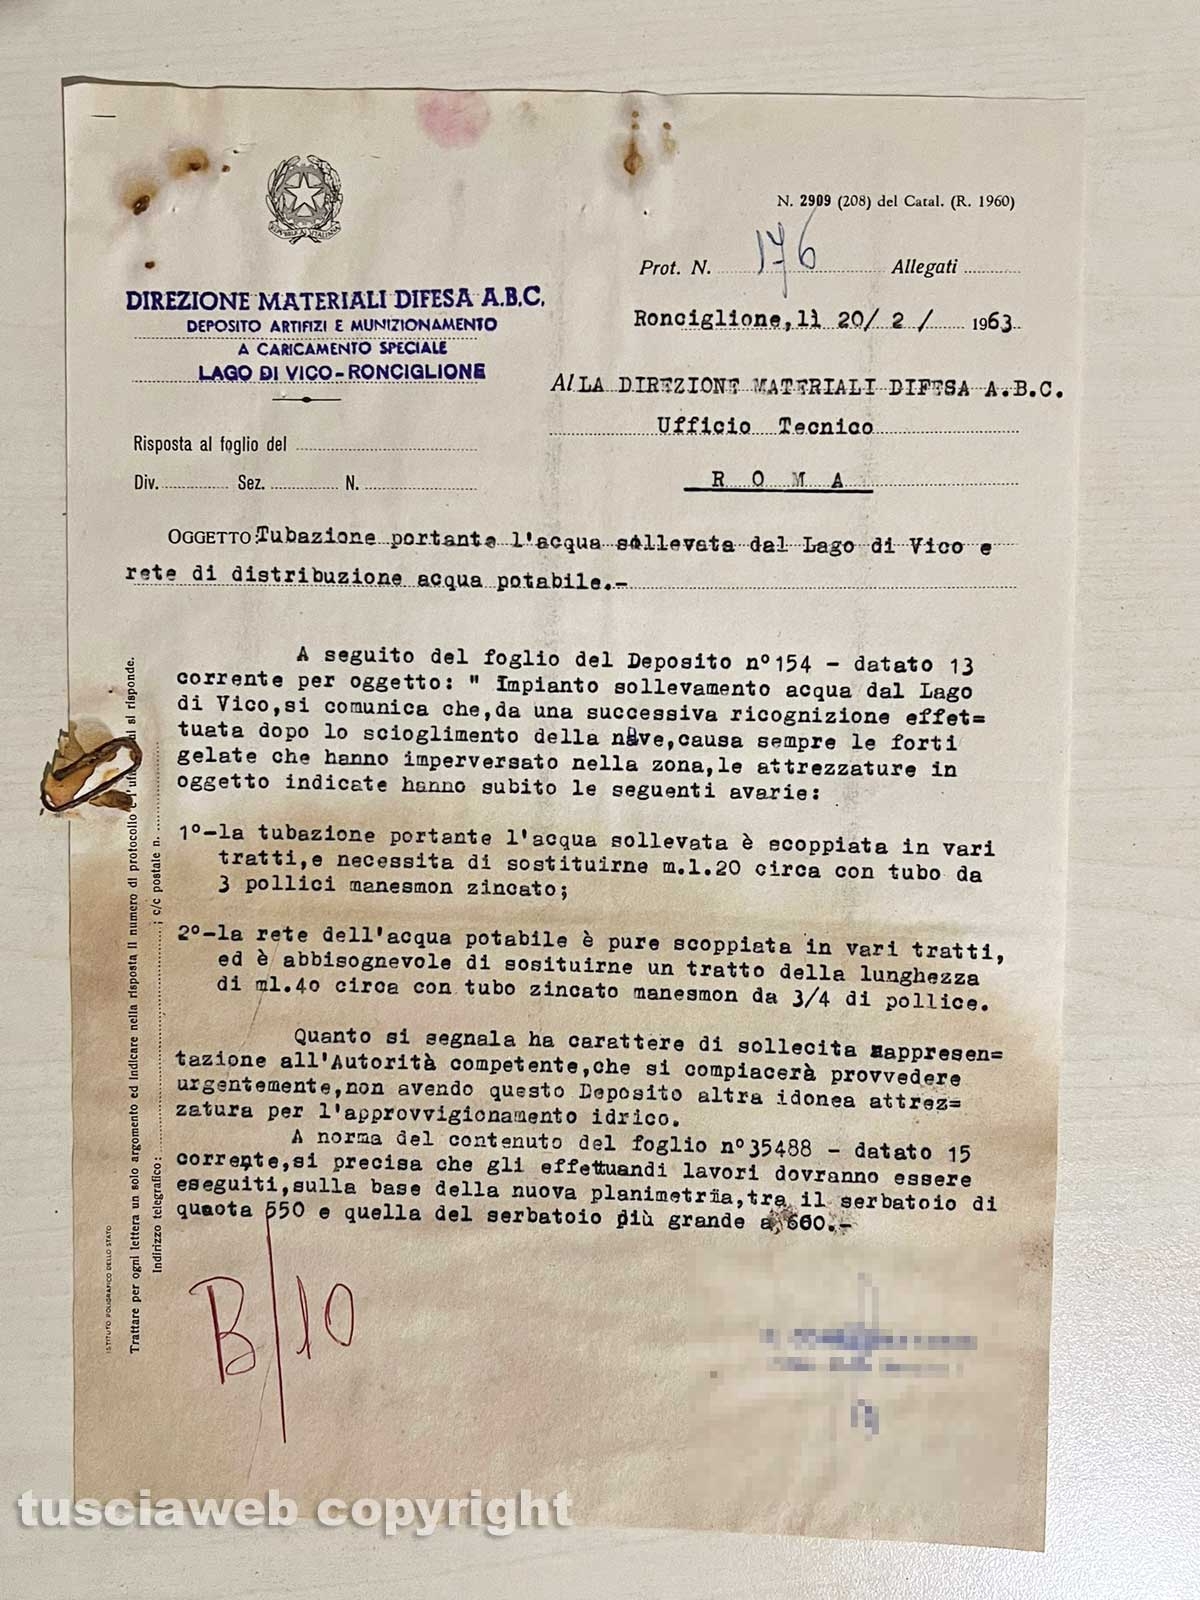 REPVBBLICA ITALIANA
N. 2909 (208) del Catal. (R. 1960)
Prot. N. 176 Allegati
DIREZIONE MATERIALI DIFESA A.B.C.
DEPOSITO ARTIFIZI E MUNIZIONAMENTO
A CARICAMENTO SPECIALE
LAGO DI VICO-RONCIGLIONE
Ronciglione,lì 20/ 2 / 1963
AlLA DIREZIONE MATERIALI DIFESA A.B.C.
Ufficio Tecnico
R O M A
Risposta al foglio del
Div. Sez. N.
OGGETTO:Tubazione portante l'acqua sollevata dal Lago di Vico e
rete di distribuzione acqua potabile.-
A seguito del foglio del Deposito n°154 - datato 13
corrente per oggetto: " Impianto sollevamento acqua dal Lago
di Vico,si comunica che,da una successiva ricognizione effet=
tuata dopo lo scioglimento della neve,causa sempre le forti
gelate che hanno imperversato nella zona,le attrezzature in
oggetto indicate hanno subito le seguenti avarie:
1°-la tubazione portante l'acqua sollevata è scoppiata in vari
tratti,e necessita di sostituirne m.l.20 circa con tubo da
3 pollici manesmon zincato;
2°-la rete dell'acqua potabile è pure scoppiata in vari tratti,
ed è abbisognevole di sosituirne un tratto della lunghezza
di ml.40 circa con tubo zincato manesmon da 3/4 di pollice.
Quanto si segnala ha carattere di sollecita rappresen=
tazione all'Autorità competente,che si compiacerà provvedere
urgentemente,non avendo questo Deposito altra idonea attrez=
zatura per l'approvvigionamento idrico.
A norma del contenuto del foglio n°35488 - datato 15
corrente,si precisa che gli effettuandi lavori dovranno essere
eseguiti,sulla base della nuova planimetria,tra il serbatoio di
quaota 550 e quella del serbatoio più grande a 600.-
B/10
ISTITUTO POLIGRAFICO DELLO STATO
Trattare per ogni lettera un solo argomento ed indicare nella risposta il numero di protocollo e l'uf si risponde.
Indirizzo telegrafico: ; c/c postale n.
tusciaweb copyright